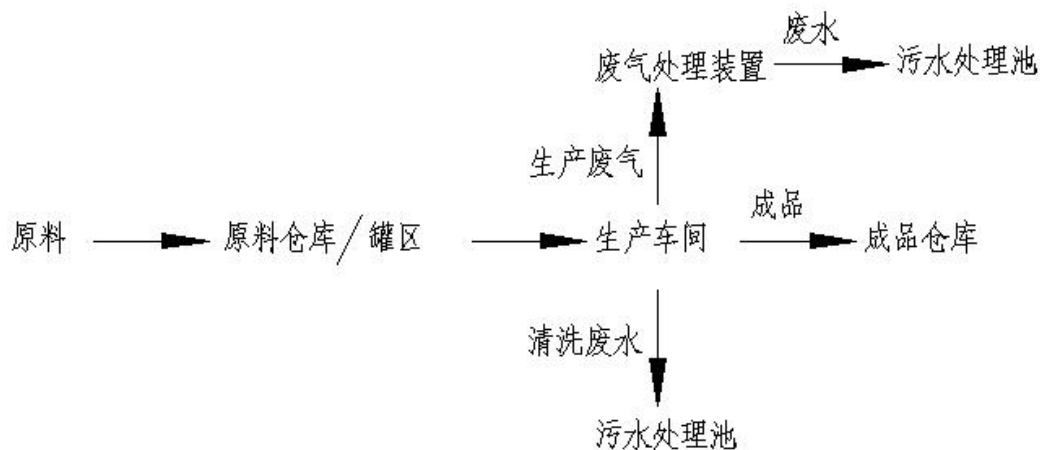 废水
废气处理装置
污水处理池
生产废气
成品
原料
原料仓库/罐区
生产车间
成品仓库
清洗废水
污水处理池